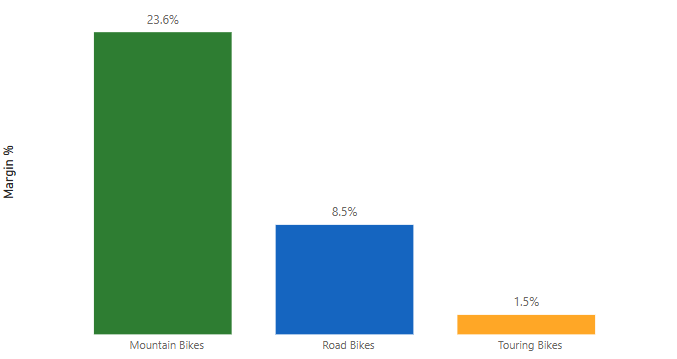 23.6%
8.5%
1.5%
Margin %
Mountain Bikes
Road Bikes
Touring Bikes